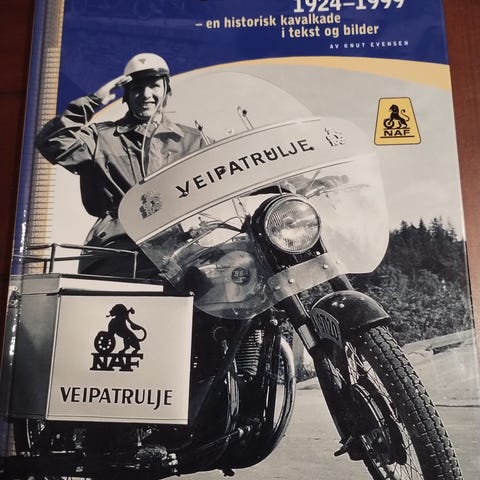 1924–1999
– en historisk kavalkade
i tekst og bilder
AV KNUT EVENSEN
NAF
VEIPATRULJE
NAF
VEIPATRULJE